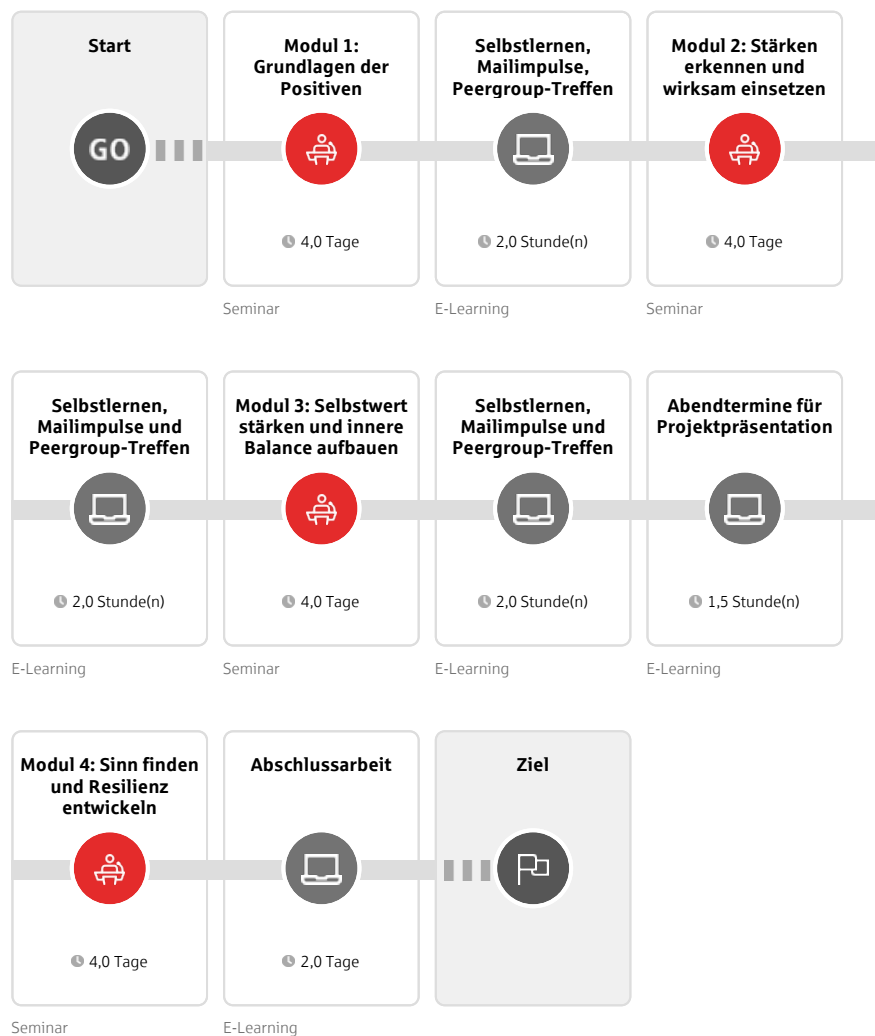 Start
GO
Modul 1:
Grundlagen der
Positiven
4,0 Tage
Seminar
Selbstlernen,
Mailimpulse,
Peergroup-Treffen
2,0 Stunde(n)
E-Learning
Modul 2: Stärken
erkennen und
wirksam einsetzen
4,0 Tage
Seminar
Selbstlernen,
Mailimpulse und
Peergroup-Treffen
2,0 Stunde(n)
E-Learning
Modul 3: Selbstwert
stärken und innere
Balance aufbauen
4,0 Tage
Seminar
Selbstlernen,
Mailimpulse und
Peergroup-Treffen
2,0 Stunde(n)
E-Learning
Abendtermine für
Projektpräsentation
1,5 Stunde(n)
E-Learning
Modul 4: Sinn finden
und Resilienz
entwickeln
4,0 Tage
Seminar
Abschlussarbeit
2,0 Tage
E-Learning
Ziel